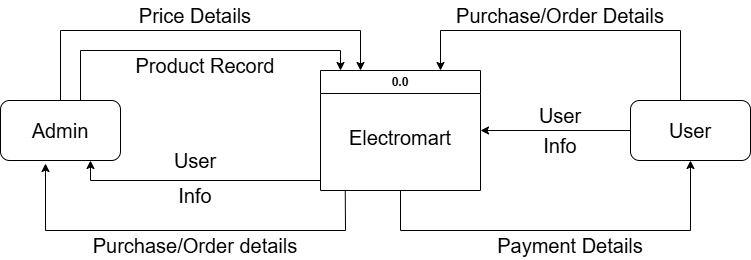 Price Details
Purchase/Order Details
Product Record
0.0
Admin
Electromart
User
Info
User
User
Info
Purchase/Order details
Payment Details